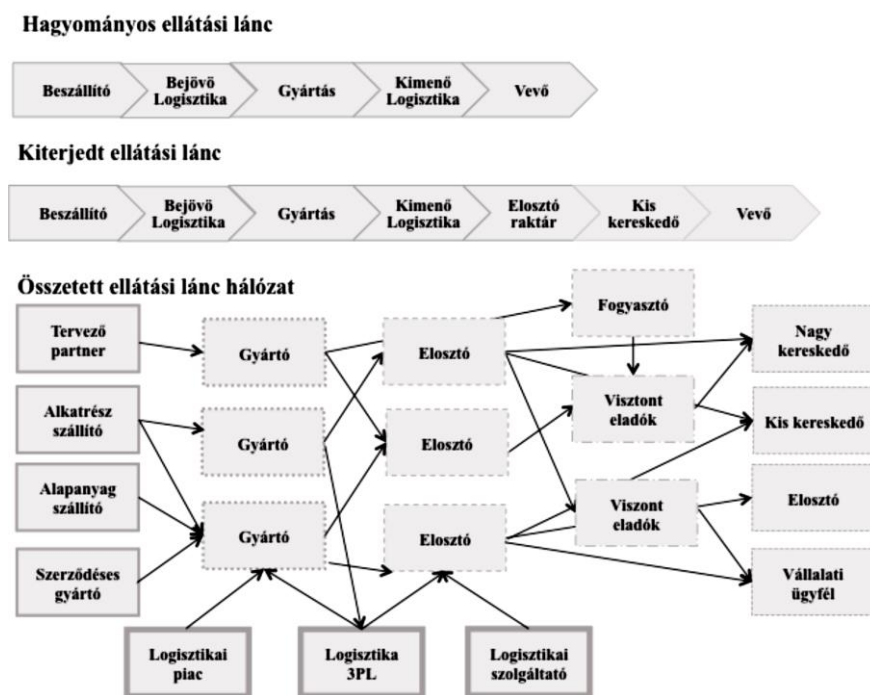 Hagyományos ellátási lánc
Beszállító
Bejövö
Logisztika
Gyártás
Kimenő
Logisztika
Vevő
Kiterjedt ellátási lánc
Beszállító
Bejövö
Logisztika
Gyártás
Kimenő
Logisztika
Elosztó
raktár
Kis
kereskedő
Vevő
Összetett ellátási lánc hálózat
Tervező
partner
Alkatrész
szállító
Alapanyag
szállító
Szerződéses
gyártó
Gyártó
Gyártó
Gyártó
Elosztó
Elosztó
Elosztó
Fogyasztó
Visztont
eladók
Viszont
eladók
Nagy
kereskedő
Kis kereskedő
Elosztó
Vállalati
ügyfél
Logisztikai
piac
Logisztika
3PL
Logisztikai
szolgáltató